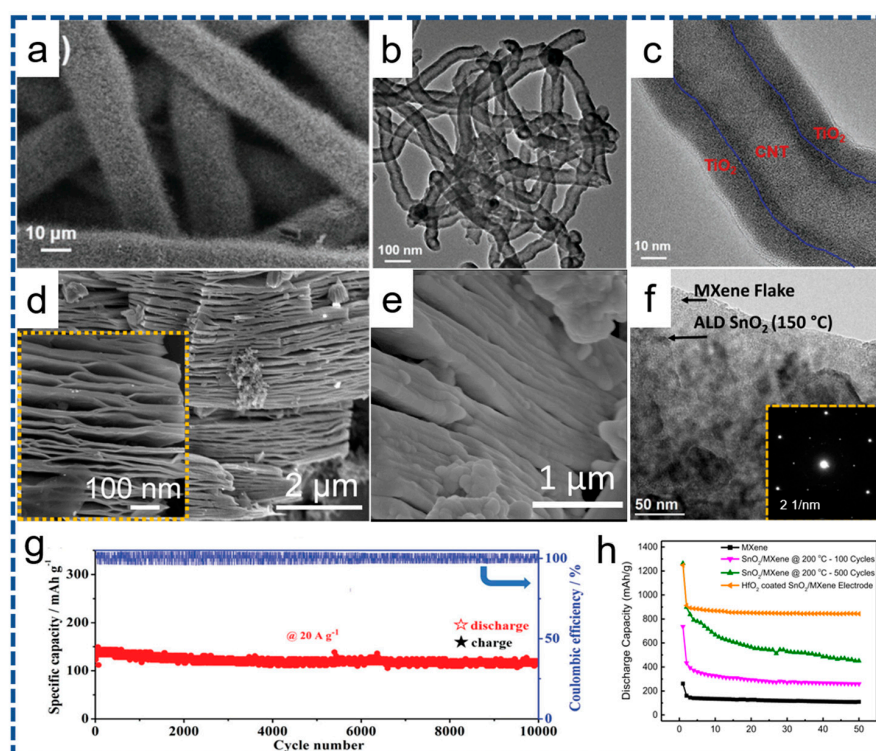 a)
10 µm
b
100 nm
c
TiO2
CNT
TiO2
10 nm
d
100 nm
2 µm
e
1 µm
f
MXene Flake
ALD SnO2 (150 °C)
50 nm
2 1/nm
g
Specific capacity / mAh g-1
300
200
100
0
@ 20 A g-1
discharge
charge
100
50
0
Coulombic efficiency / %
0
2000
4000
6000
8000
10000
Cycle number
h
Discharge Capacity (mAh/g)
1400
1200
1000
800
600
400
200
0
MXene
SnO2/MXene @ 200 °C - 100 Cycles
SnO2/MXene @ 200 °C - 500 Cycles
HfO2 coated SnO2/MXene Electrode
0
10
20
30
40
50